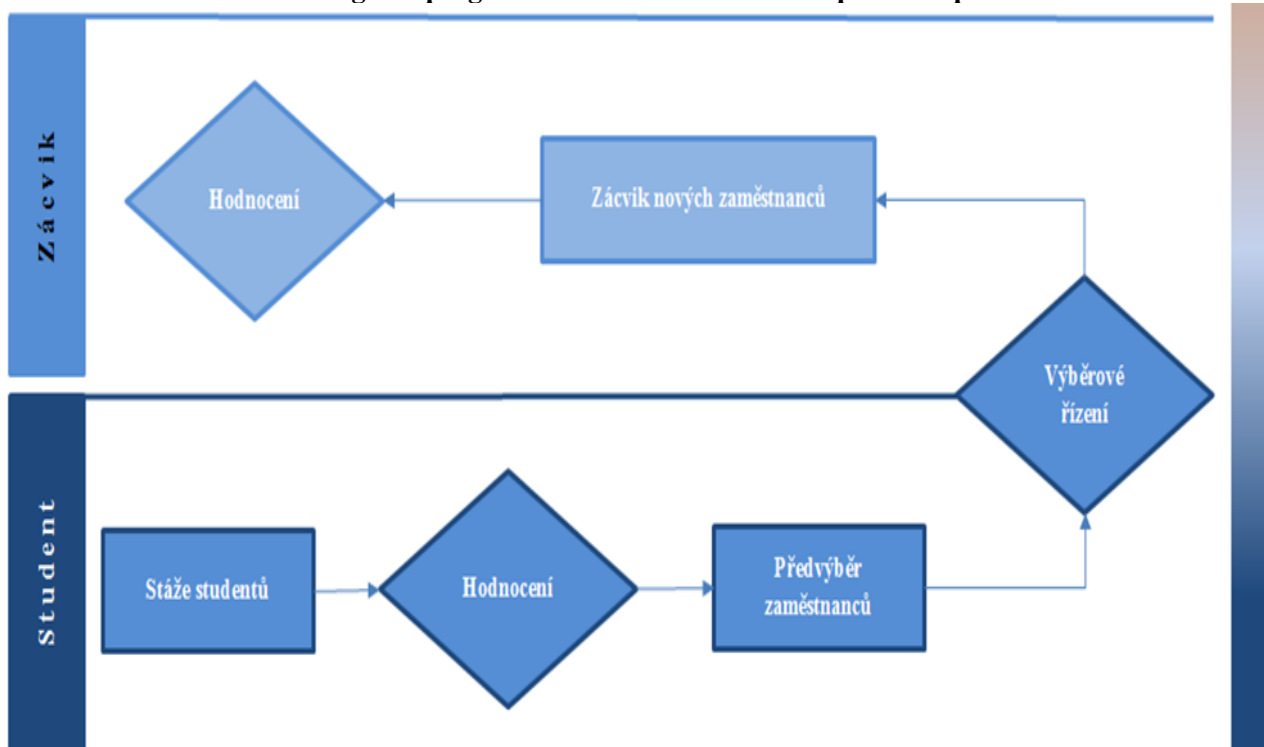 Zácvik
Hodnocení
Zácvik nových zaměstnanců
Výběrové
řízení
Student
Stáže studentů
Hodnocení
Předvýběr
zaměstnanců